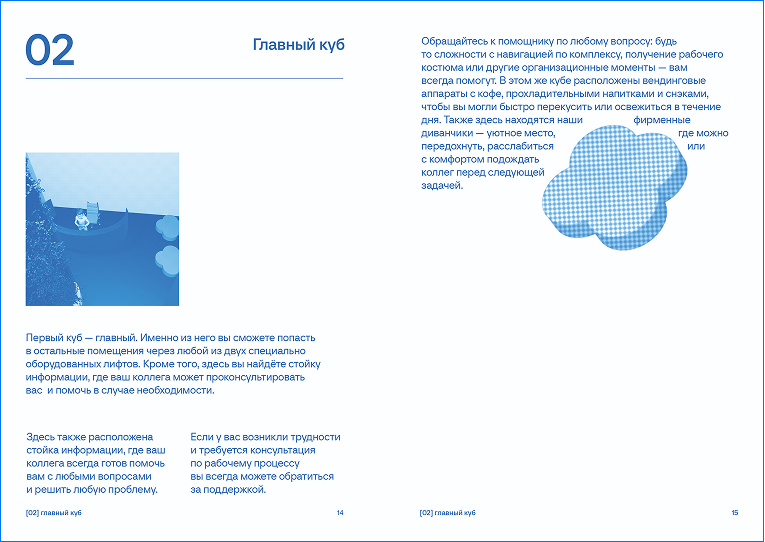 02
Главный куб
Первый куб — главный. Именно из него вы сможете попасть
в остальные помещения через любой из двух специально
оборудованных лифтов. Кроме того, здесь вы найдёте стойку
информации, где ваш коллега может проконсультировать
вас и помочь в случае необходимости.
Здесь также расположена
стойка информации, где ваш
коллега всегда готов помочь
вам с любыми вопросами
и решить любую проблему.
Если у вас возникли трудности
и требуется консультация
по рабочему процессу
вы всегда можете обратиться
за поддержкой.
[02] главный куб
14
Обращайтесь к помощнику по любому вопросу: будь
то сложности с навигацией по комплексу, получение рабочего
костюма или другие организационные моменты — вам
всегда помогут. В этом же кубе расположены вендинговые
аппараты с кофе, прохладительными напитками и снэками,
чтобы вы могли быстро перекусить или освежиться в течение
дня. Также здесь находятся наши фирменные
диванчики — уютное место, где можно
передохнуть, расслабиться или
с комфортом подождать
коллег перед следующей
задачей.
[02] главный куб
15